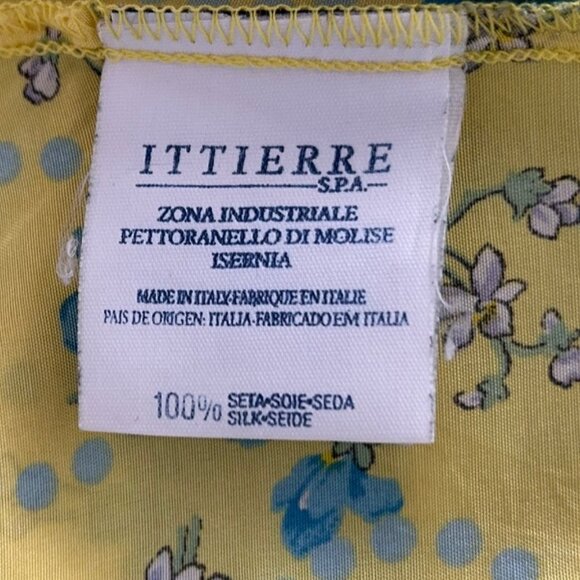 ITTIERRE
S.P.A.
ZONA INDUSTRIALE
PETTORANELLO DI MOLISE
ISERNIA
MADE IN ITALY-FABRIQUE EN ITALIE
PAIS DE ORIGEN: ITALIA-FABRICADO EM ITALIA
100% SETA•SOIE•SEDA
SILK•SEIDE